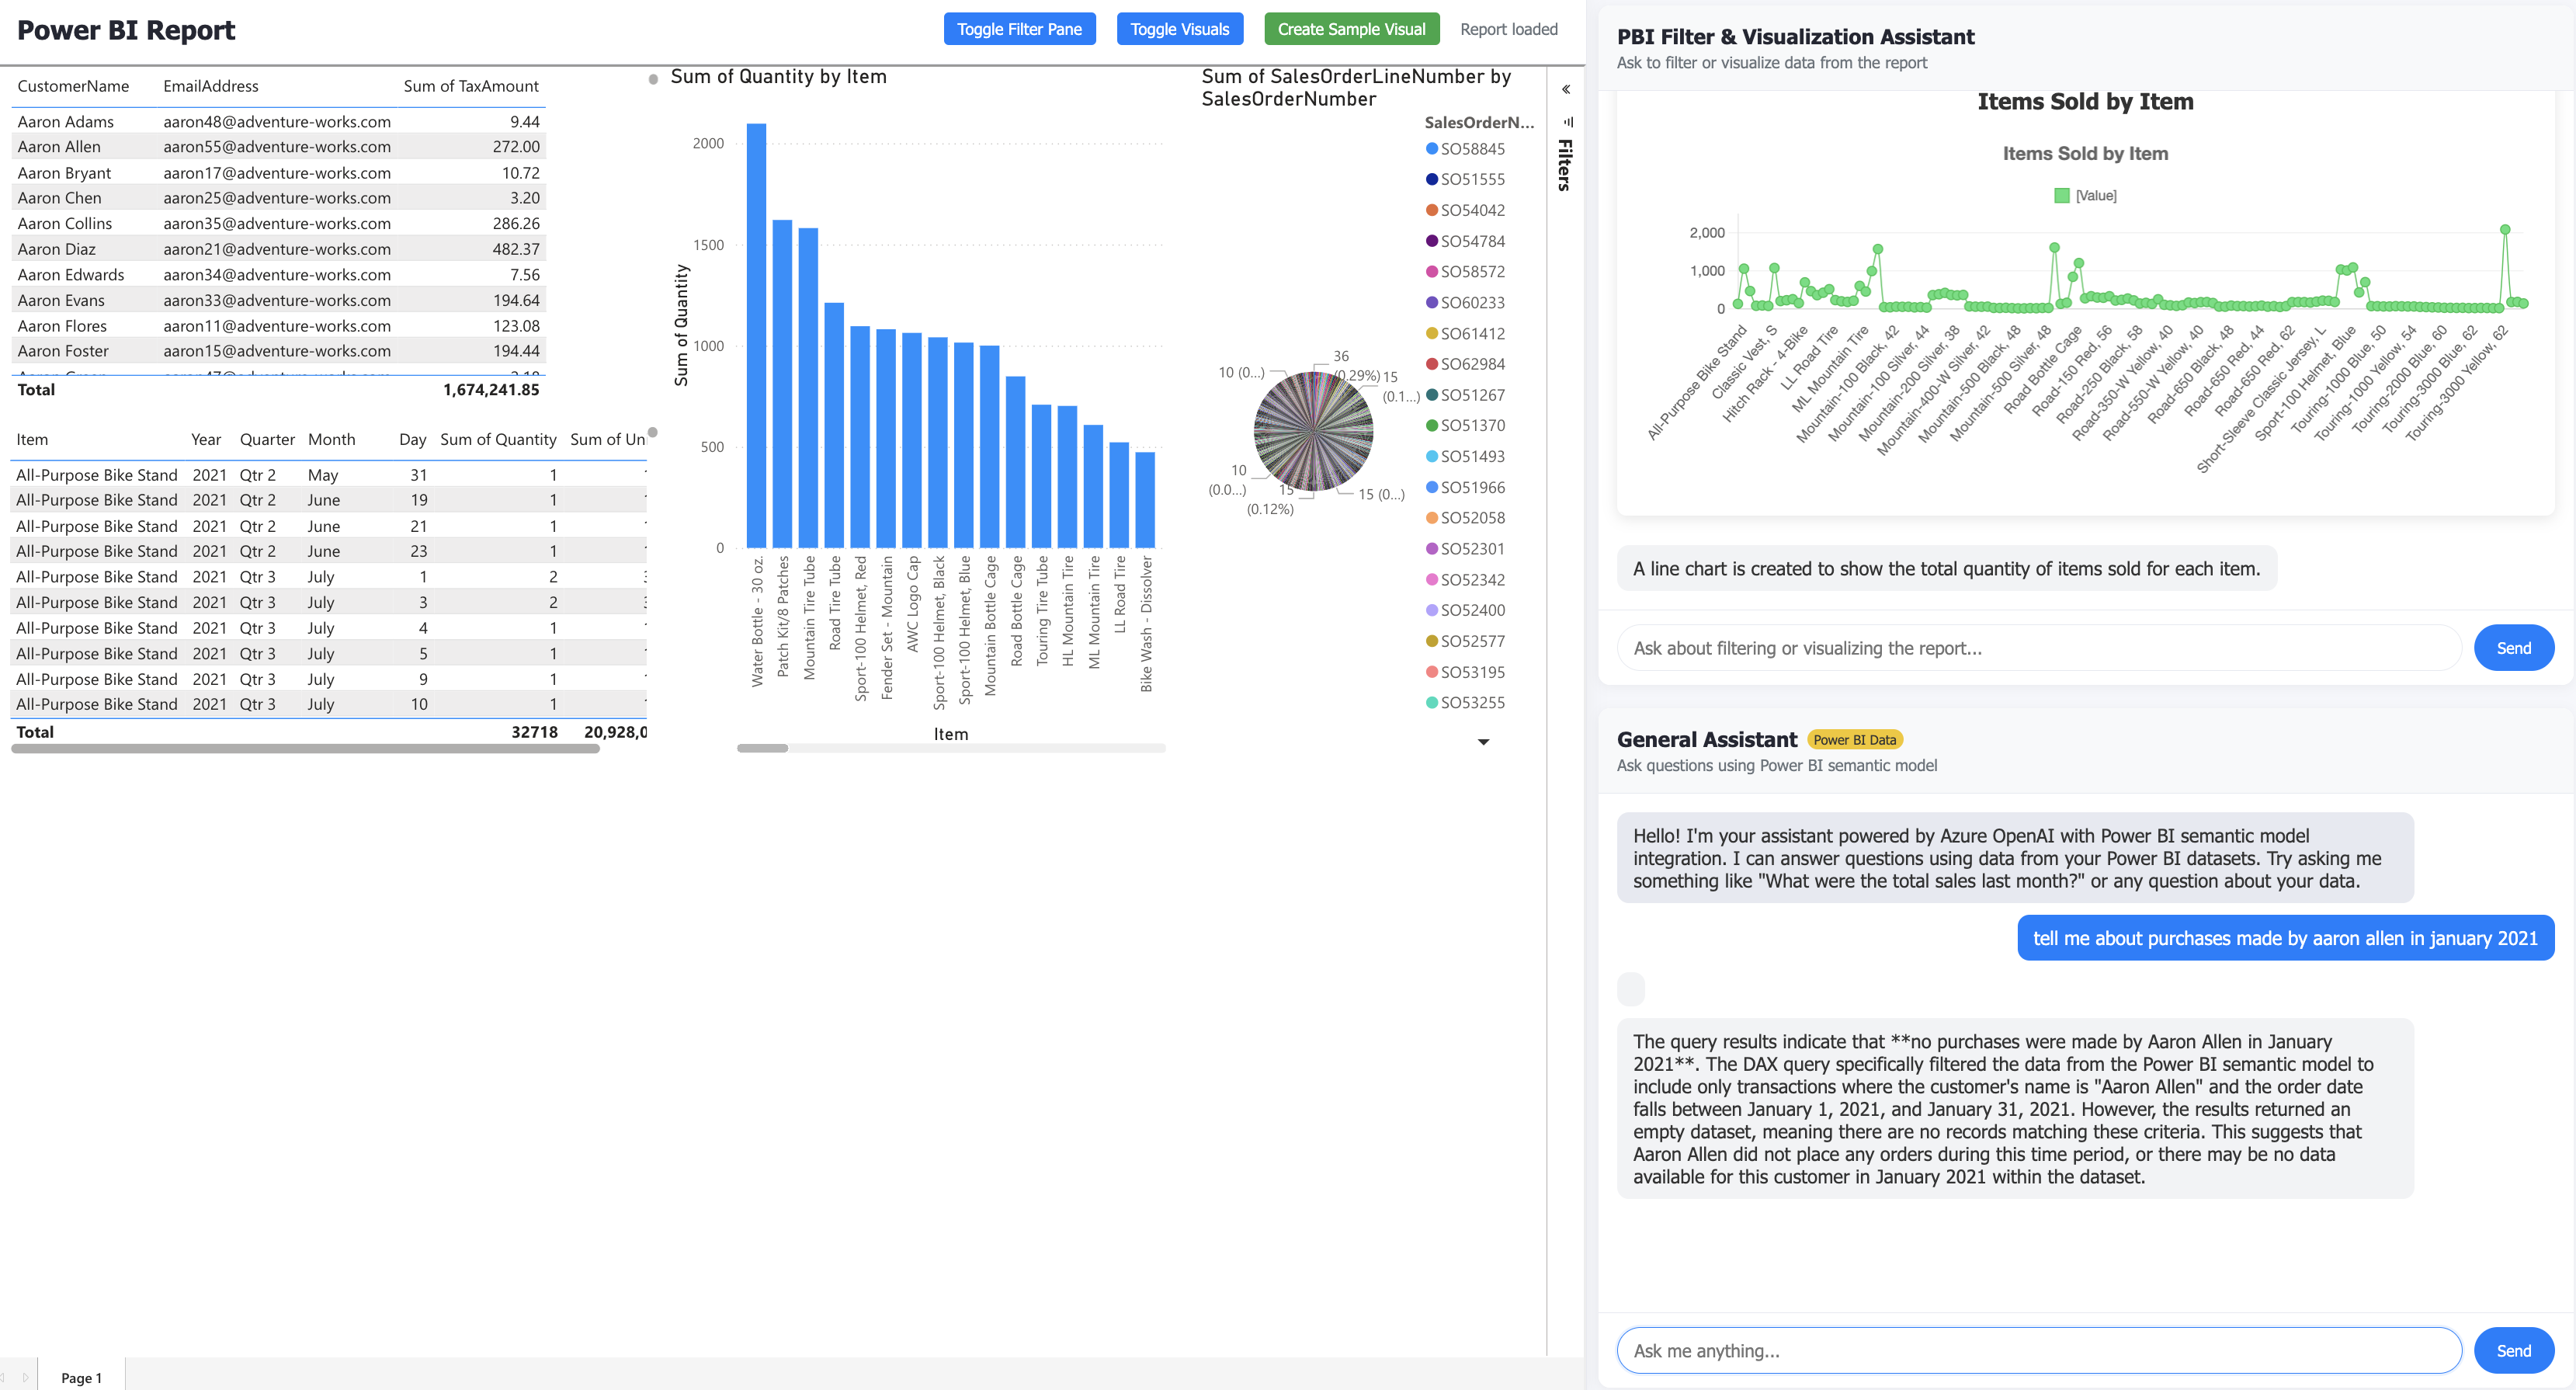 Power BI Report
Toggle Filter Pane
Toggle Visuals
Create Sample Visual
Report loaded
CustomerName EmailAddress Sum of TaxAmount
Aaron Adams aaron48@adventure-works.com 9.44
Aaron Allen aaron55@adventure-works.com 272.00
Aaron Bryant aaron17@adventure-works.com 10.72
Aaron Chen aaron25@adventure-works.com 3.20
Aaron Collins aaron35@adventure-works.com 286.26
Aaron Diaz aaron21@adventure-works.com 482.37
Aaron Edwards aaron34@adventure-works.com 7.56
Aaron Evans aaron33@adventure-works.com 194.64
Aaron Flores aaron11@adventure-works.com 123.08
Aaron Foster aaron15@adventure-works.com 194.44
Total 1,674,241.85
Item Year Quarter Month Day Sum of Quantity Sum of Un
All-Purpose Bike Stand 2021 Qtr 2 May 31 1
All-Purpose Bike Stand 2021 Qtr 2 June 19 1
All-Purpose Bike Stand 2021 Qtr 2 June 21 1
All-Purpose Bike Stand 2021 Qtr 2 June 23 1
All-Purpose Bike Stand 2021 Qtr 3 July 1 2
All-Purpose Bike Stand 2021 Qtr 3 July 3 2
All-Purpose Bike Stand 2021 Qtr 3 July 4 1
All-Purpose Bike Stand 2021 Qtr 3 July 5 1
All-Purpose Bike Stand 2021 Qtr 3 July 9 1
All-Purpose Bike Stand 2021 Qtr 3 July 10 1
Total 32718 20,928,0
Sum of Quantity by Item
Sum of Quantity
2000
1500
1000
500
0
Water Bottle - 30 oz.
Patch Kit/8 Patches
Mountain Tire Tube
Road Tire Tube
Sport-100 Helmet, Red
Fender Set - Mountain
AWC Logo Cap
Sport-100 Helmet, Black
Sport-100 Helmet, Blue
Mountain Bottle Cage
Road Bottle Cage
Touring Tire Tube
HL Mountain Tire
ML Mountain Tire
LL Road Tire
Bike Wash - Dissolver
Item
Sum of SalesOrderLineNumber by
SalesOrderNumber
36
(0.29%)
15
(0.1...)
15 (0...)
15
(0.12%)
10
(0.0...)
10 (0...)
SalesOrderN...
SO58845
SO51555
SO54042
SO54784
SO58572
SO60233
SO61412
SO62984
SO51267
SO51370
SO51493
SO51966
SO52058
SO52301
SO52342
SO52400
SO52577
SO53195
SO53255
Filters
Page 1
PBI Filter & Visualization Assistant
Ask to filter or visualize data from the report
Items Sold by Item
Items Sold by Item
[Value]
2,000
1,000
0
All-Purpose Bike Stand
Classic Vest, S
Hitch Rack - 4-Bike
LL Road Tire
ML Mountain Tire
Mountain-100 Black, 42
Mountain-100 Silver, 44
Mountain-200 Silver, 38
Mountain-400-W Silver, 42
Mountain-500 Black, 48
Mountain-500 Silver, 48
Road Bottle Cage
Road-150 Red, 56
Road-250 Black, 58
Road-350-W Yellow, 40
Road-550-W Yellow, 40
Road-650 Black, 48
Road-650 Red, 44
Road-650 Red, 62
Short-Sleeve Classic Jersey, L
Sport-100 Helmet, Blue
Touring-1000 Blue, 50
Touring-1000 Yellow, 54
Touring-2000 Blue, 60
Touring-3000 Blue, 62
Touring-3000 Yellow, 62
A line chart is created to show the total quantity of items sold for each item.
Ask about filtering or visualizing the report...
Send
General Assistant Power BI Data
Ask questions using Power BI semantic model
Hello! I'm your assistant powered by Azure OpenAI with Power BI semantic model
integration. I can answer questions using data from your Power BI datasets. Try asking me
something like "What were the total sales last month?" or any question about your data.
tell me about purchases made by aaron allen in january 2021
The query results indicate that **no purchases were made by Aaron Allen in January
2021**. The DAX query specifically filtered the data from the Power BI semantic model to
include only transactions where the customer's name is "Aaron Allen" and the order date
falls between January 1, 2021, and January 31, 2021. However, the results returned an
empty dataset, meaning there are no records matching these criteria. This suggests that
Aaron Allen did not place any orders during this time period, or there may be no data
available for this customer in January 2021 within the dataset.
Ask me anything...
Send